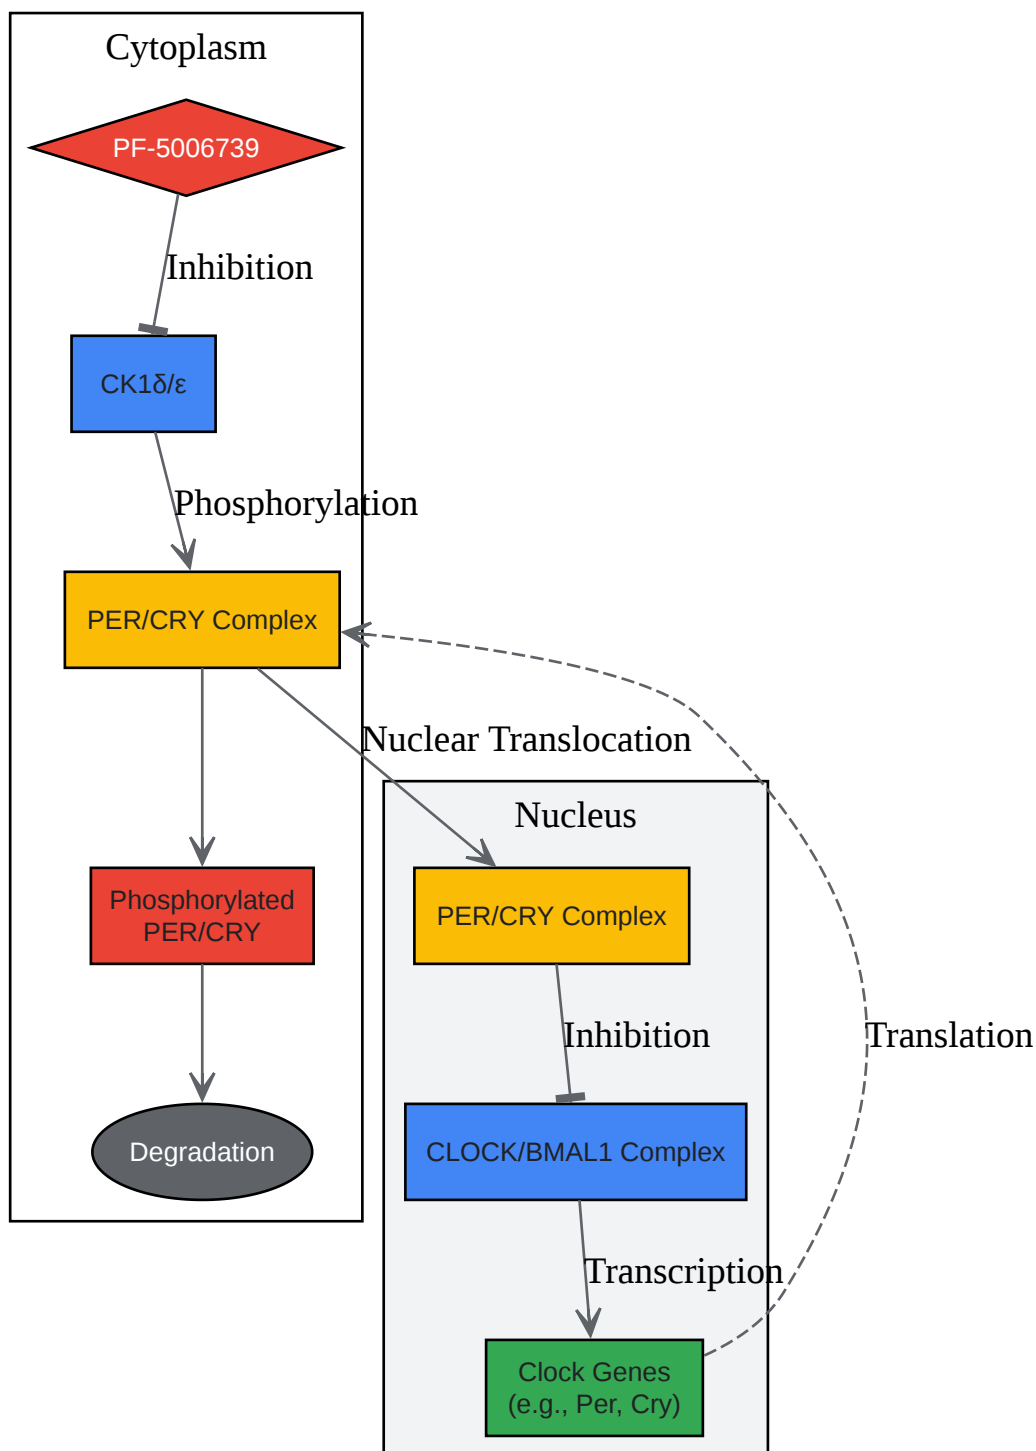 Cytoplasm
PF-5006739
Inhibition
CK1δ/ε
Phosphorylation
PER/CRY Complex
Nuclear Translocation
Nucleus
Phosphorylated
PER/CRY
PER/CRY Complex
Inhibition
Translation
Degradation
CLOCK/BMAL1 Complex
Transcription
Clock Genes
(e.g., Per, Cry)